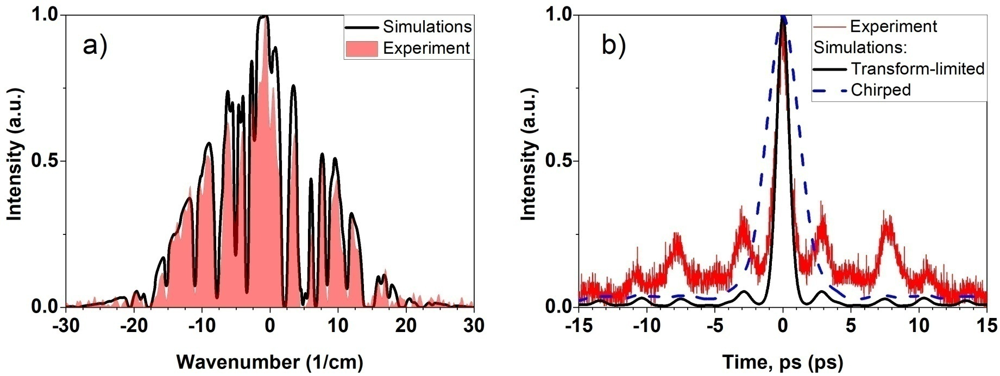 a)
Simulations
Experiment
Intensity (a.u.)
1.0
0.5
0.0
-30 -20 -10 0 10 20 30
Wavenumber (1/cm)
b)
Experiment
Simulations:
Transform-limited
Chirped
Intensity (a.u.)
1.0
0.5
0.0
-15 -10 -5 0 5 10 15
Time, ps (ps)